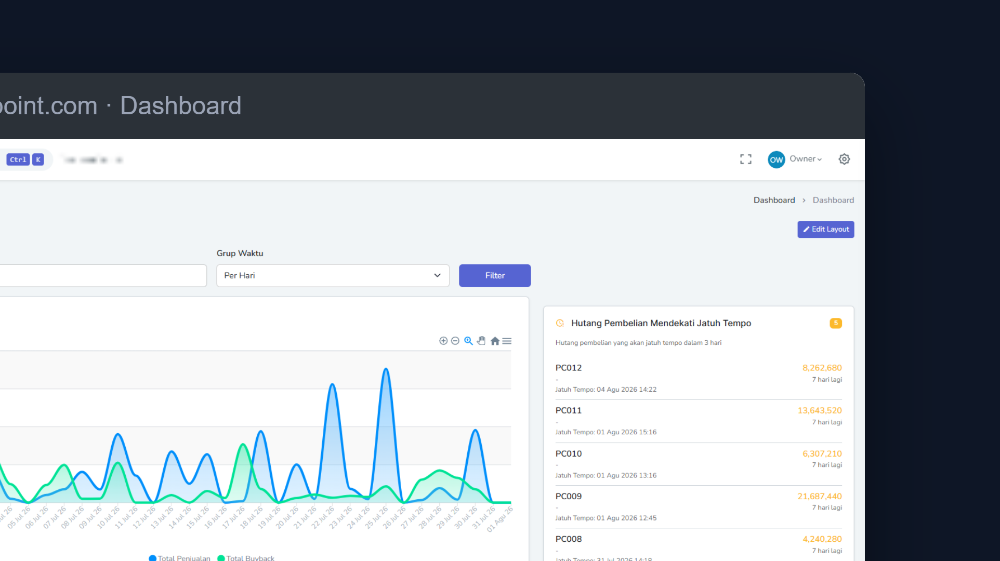 point.com · Dashboard
Ctrl K
OW Owner
Dashboard > Dashboard
Edit Layout
Grup Waktu
Per Hari
Filter
Hutang Pembelian Mendekati Jatuh Tempo
5
Hutang pembelian yang akan jatuh tempo dalam 3 hari
PC012
8,262,680
-
7 hari lagi
Jatuh Tempo: 04 Agu 2026 14:22
PC011
13,643,520
-
7 hari lagi
Jatuh Tempo: 01 Agu 2026 15:16
PC010
6,307,210
-
7 hari lagi
Jatuh Tempo: 01 Agu 2026 13:16
PC009
21,687,440
-
7 hari lagi
Jatuh Tempo: 01 Agu 2026 12:45
PC008
4,240,280
-
7 hari lagi
Jatuh Tempo: 31 Jul 2026 14:18
Jul 26
05 Jul 26
06 Jul 26
07 Jul 26
08 Jul 26
09 Jul 26
10 Jul 26
11 Jul 26
12 Jul 26
13 Jul 26
14 Jul 26
15 Jul 26
16 Jul 26
17 Jul 26
18 Jul 26
19 Jul 26
20 Jul 26
21 Jul 26
22 Jul 26
23 Jul 26
24 Jul 26
25 Jul 26
26 Jul 26
27 Jul 26
28 Jul 26
29 Jul 26
30 Jul 26
31 Jul 26
01 Agu 26
Total Penjualan
Total Buyback